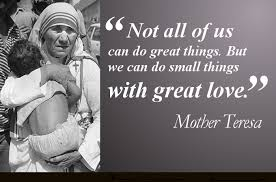 “Not all of us
can do great things. But
we can do small things
with great love.”
Mother Teresa